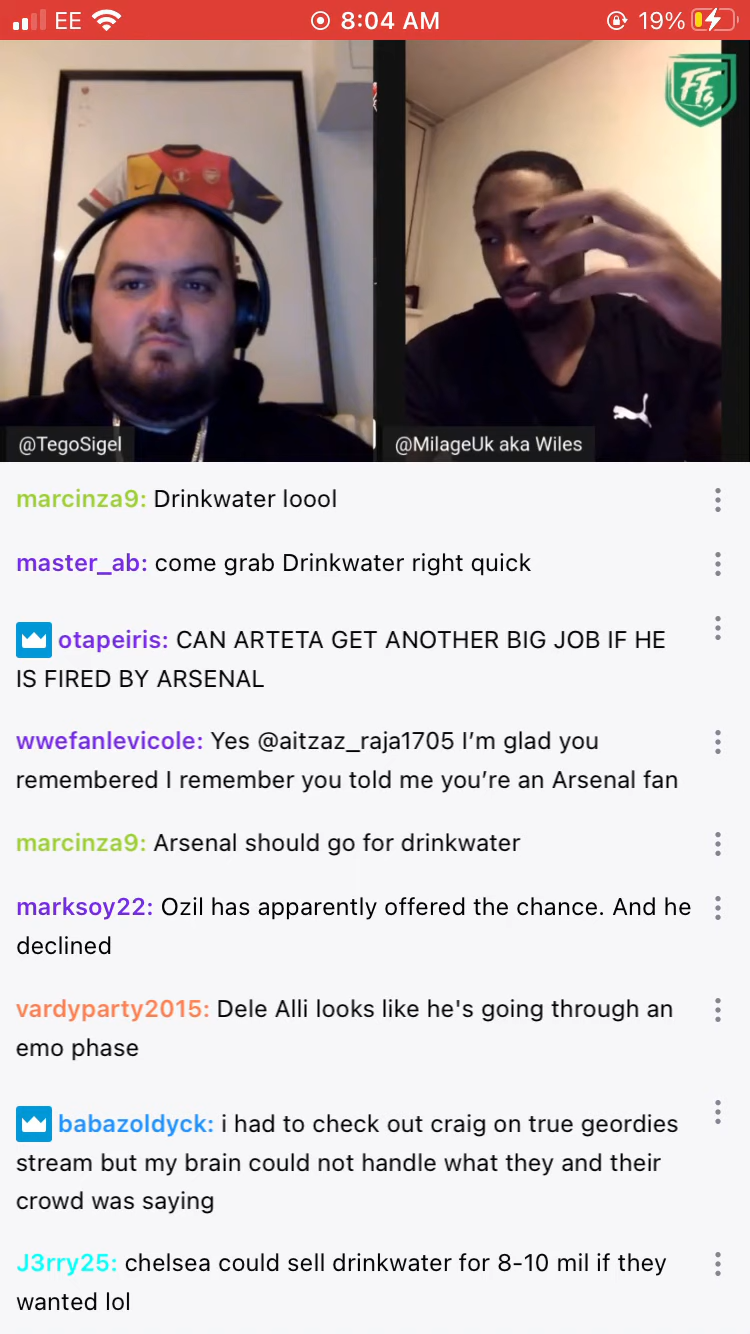 EE 8:04 AM 19%
FFs
@TegoSigel @MilageUk aka Wiles
marcinza9: Drinkwater loool
master_ab: come grab Drinkwater right quick
otapeiris: CAN ARTETA GET ANOTHER BIG JOB IF HE
IS FIRED BY ARSENAL
wwefanlevicole: Yes @aitzaz_raja1705 I’m glad you
remembered I remember you told me you’re an Arsenal fan
marcinza9: Arsenal should go for drinkwater
marksoy22: Ozil has apparently offered the chance. And he
declined
vardyparty2015: Dele Alli looks like he's going through an
emo phase
babazoldyck: i had to check out craig on true geordies
stream but my brain could not handle what they and their
crowd was saying
J3rry25: chelsea could sell drinkwater for 8-10 mil if they
wanted lol